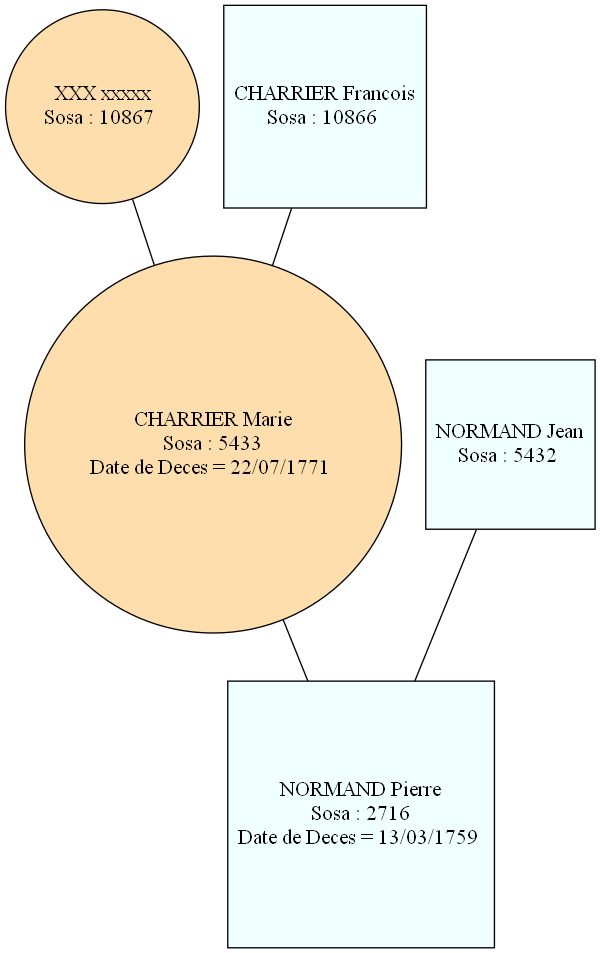 XXX xxxxx
Sosa : 10867
CHARRIER Francois
Sosa : 10866
CHARRIER Marie
Sosa : 5433
Date de Deces = 22/07/1771
NORMAND Jean
Sosa : 5432
NORMAND Pierre
Sosa : 2716
Date de Deces = 13/03/1759